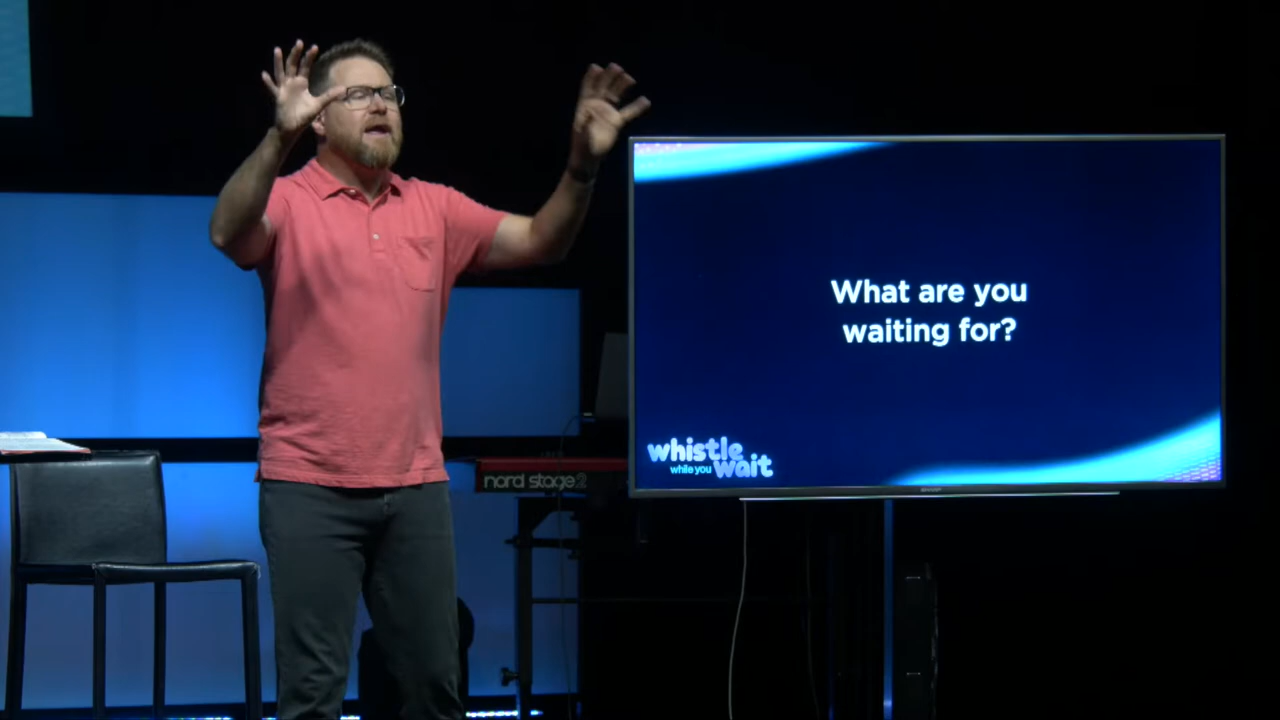 What are you
waiting for?
whistle
while you wait
nord stage 2